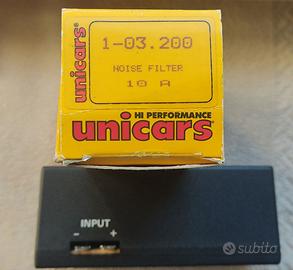 unicars®
1-03.200
NOISE FILTER
10 A
HI PERFORMANCE
unicars®
INPUT
- +
subito